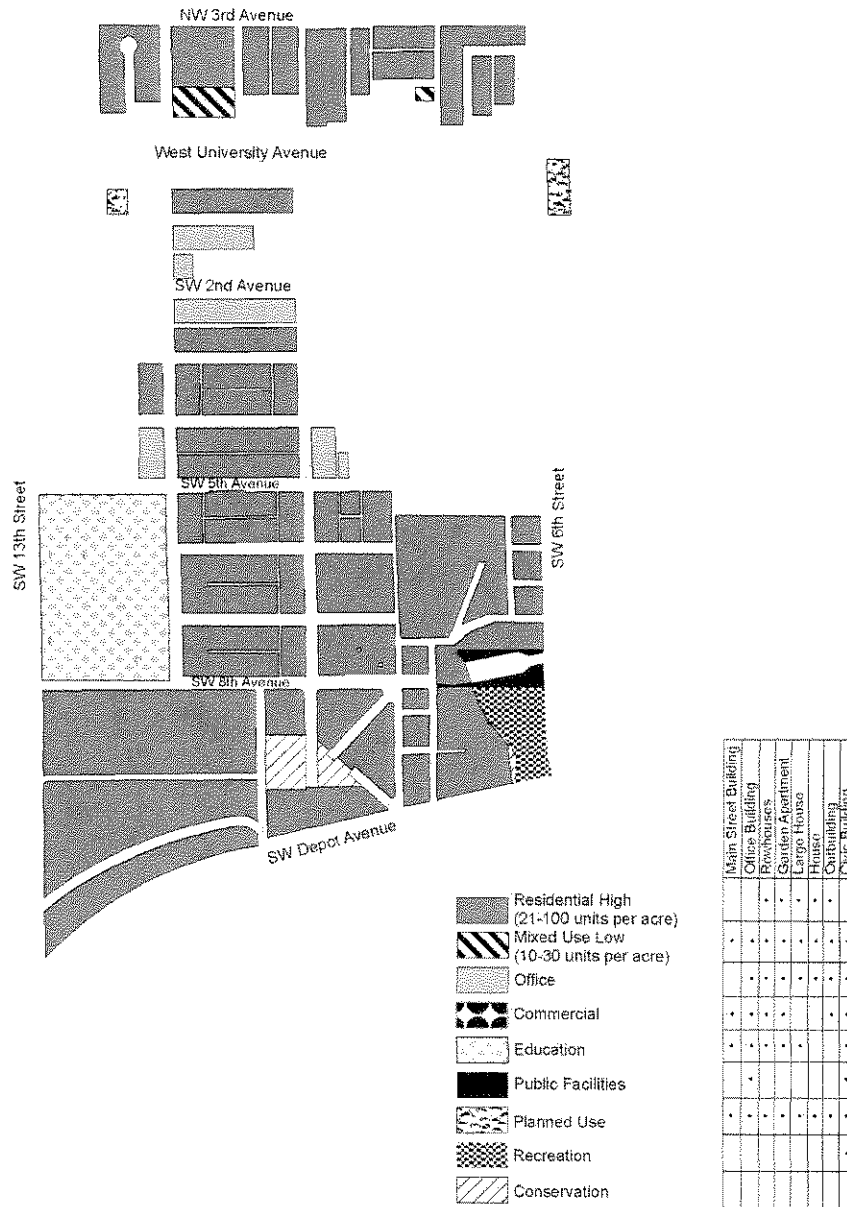 NW 3rd Avenue
West University Avenue
SW 2nd Avenue
SW 5th Avenue
SW 13th Street
SW 6th Street
SW 8th Avenue
SW Depot Avenue
Main Street Building
Office Building
Rowhouses
Garden Apartment
Large House
House
Outbuilding
Civic Building
Residential High
(21-100 units per acre)
Mixed Use Low
(10-30 units per acre)
Office
Commercial
Education
Public Facilities
Planned Use
Recreation
Conservation